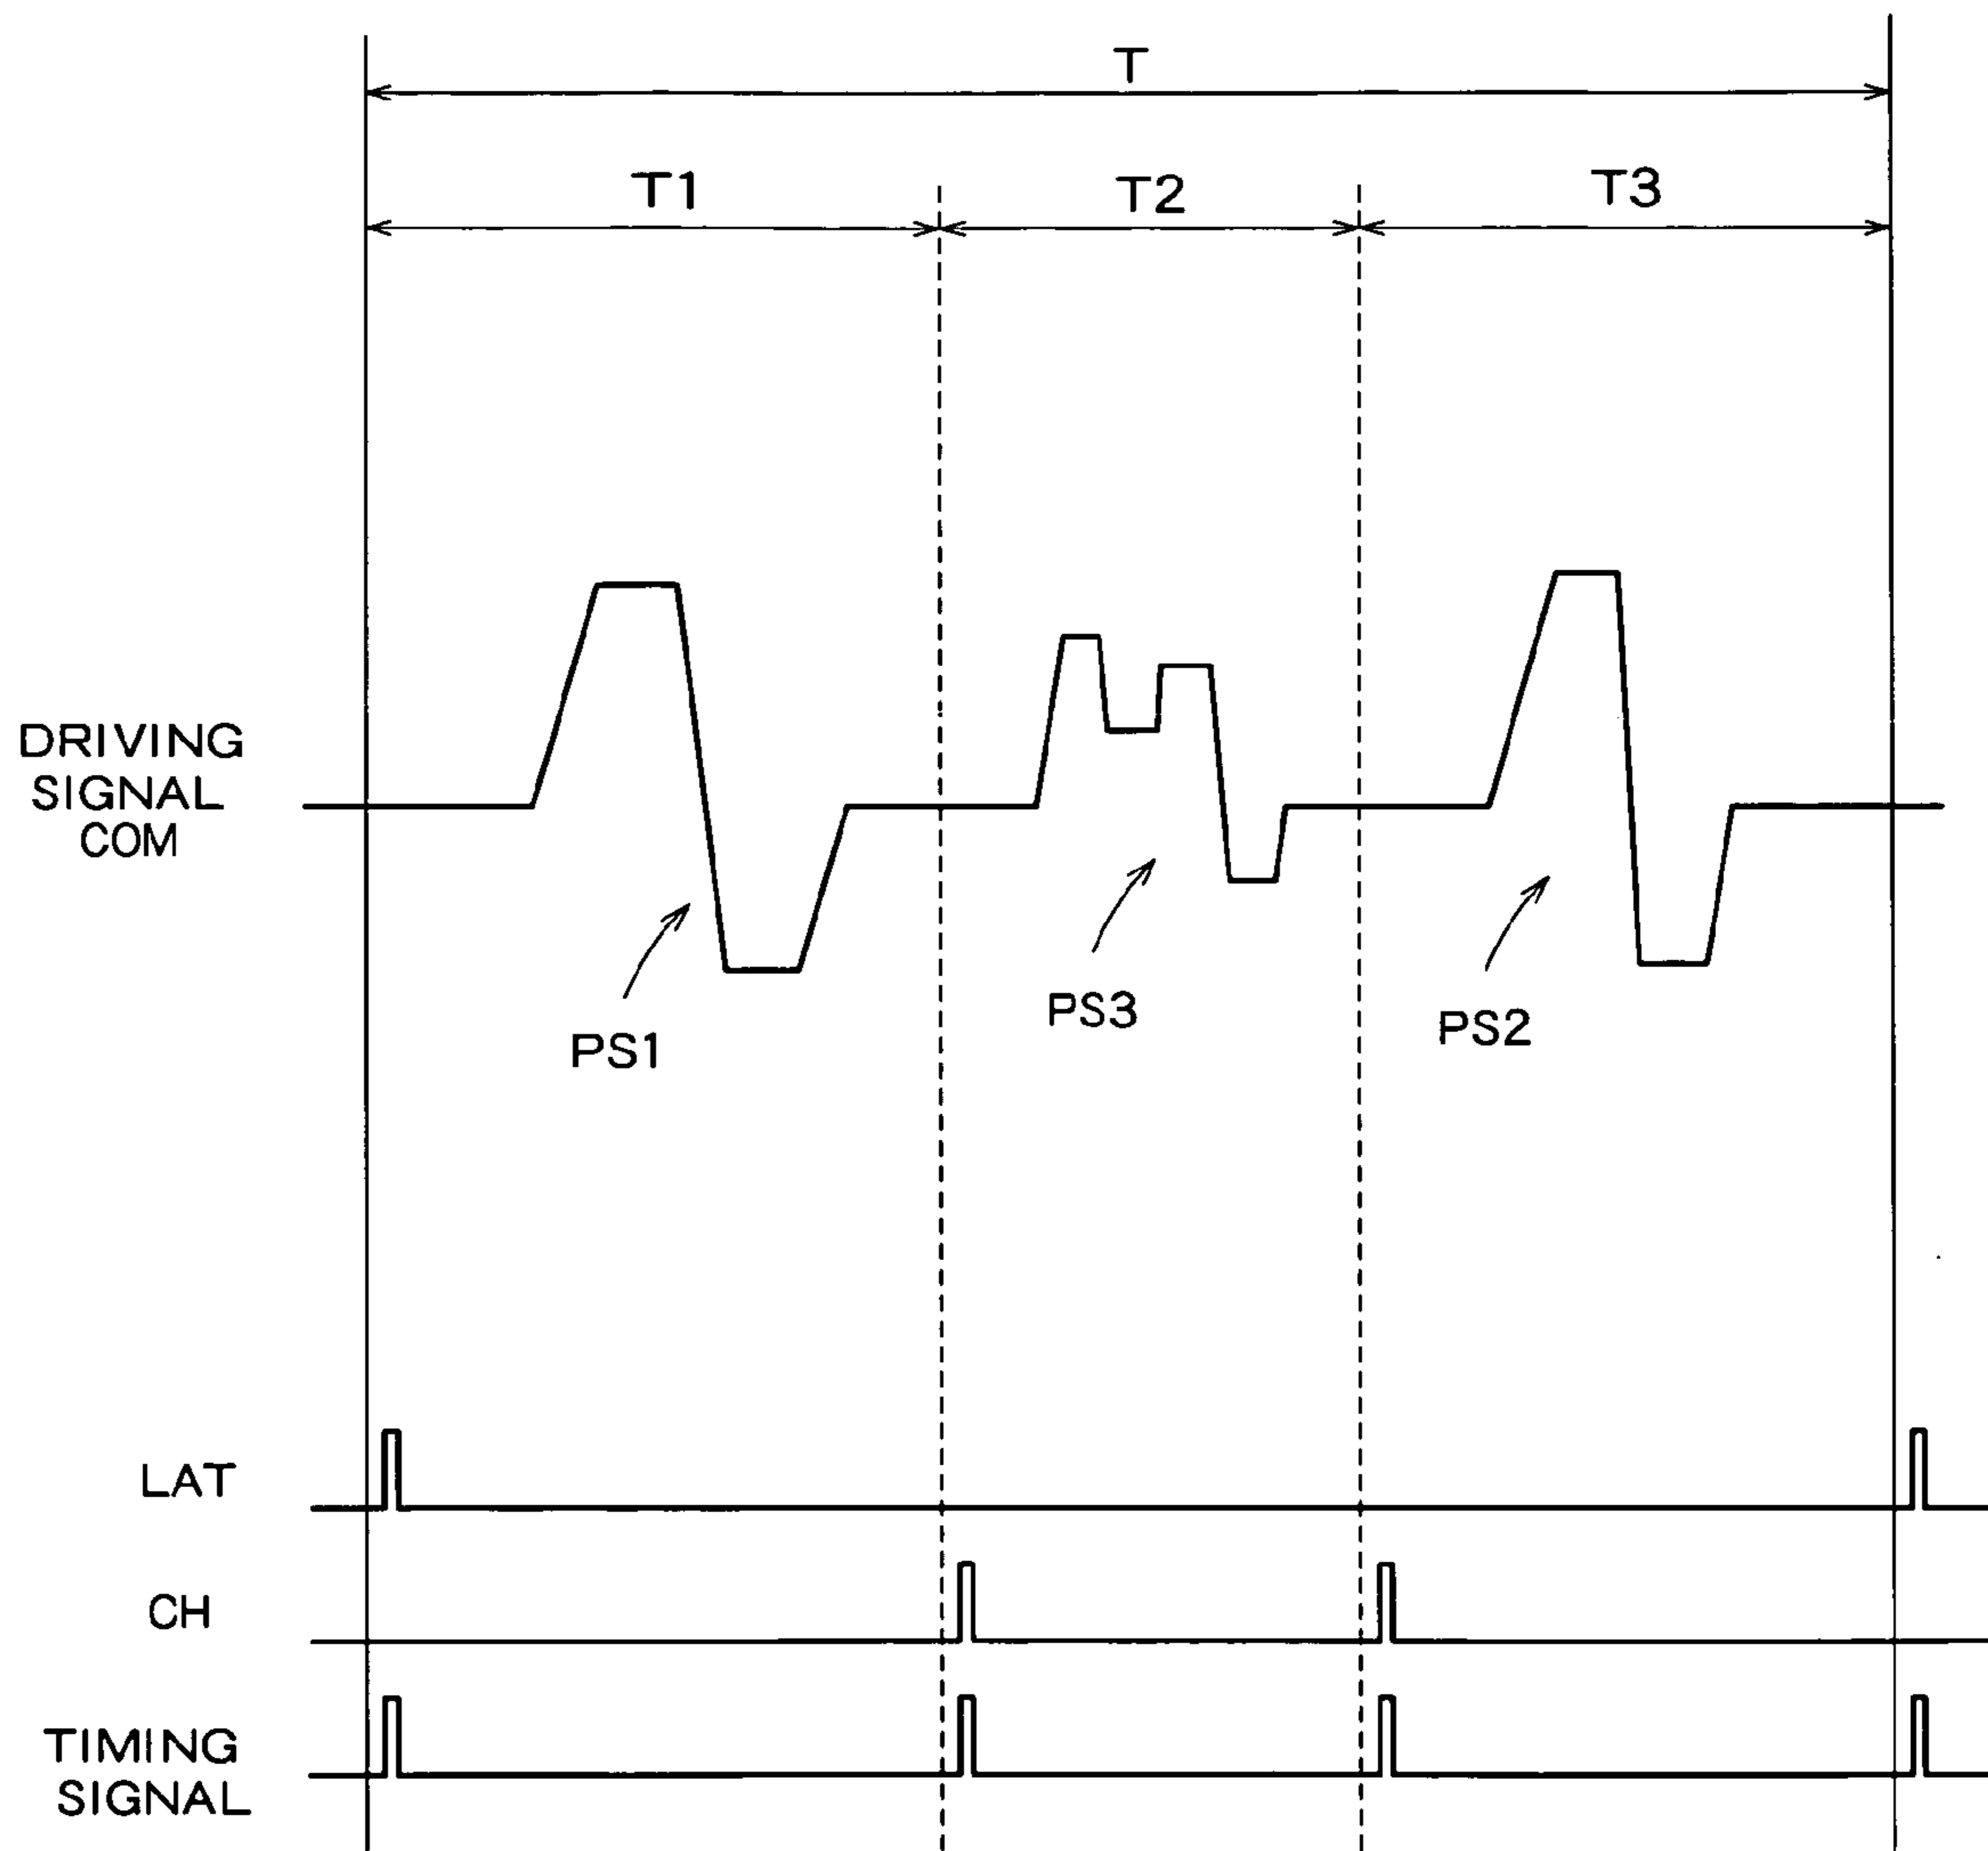 T
T1
T2
T3
DRIVING
SIGNAL
COM
PS1
PS3
PS2
LAT
CH
TIMING
SIGNAL